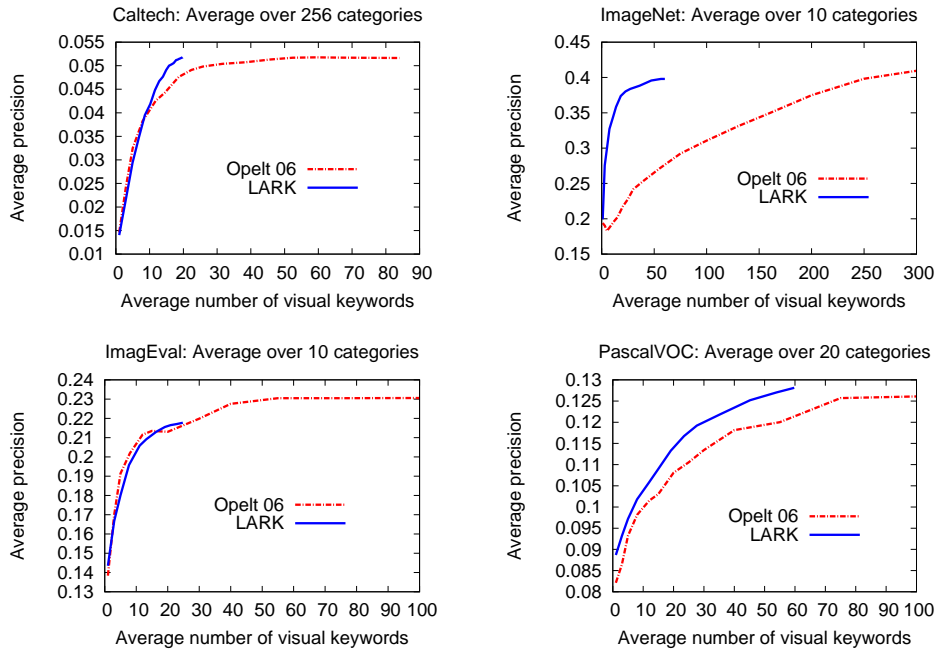 Caltech: Average over 256 categories
0.055
0.05
0.045
0.04
0.035
0.03
0.025
0.02
0.015
0.01
Average precision
Opelt 06
LARK
0 10 20 30 40 50 60 70 80 90
Average number of visual keywords
ImageNet: Average over 10 categories
0.45
0.4
0.35
0.3
0.25
0.2
0.15
Average precision
Opelt 06
LARK
0 50 100 150 200 250 300
Average number of visual keywords
ImagEval: Average over 10 categories
0.24
0.23
0.22
0.21
0.2
0.19
0.18
0.17
0.16
0.15
0.14
0.13
Average precision
Opelt 06
LARK
0 10 20 30 40 50 60 70 80 90 100
Average number of visual keywords
PascalVOC: Average over 20 categories
0.13
0.125
0.12
0.115
0.11
0.105
0.1
0.095
0.09
0.085
0.08
Average precision
Opelt 06
LARK
0 10 20 30 40 50 60 70 80 90 100
Average number of visual keywords